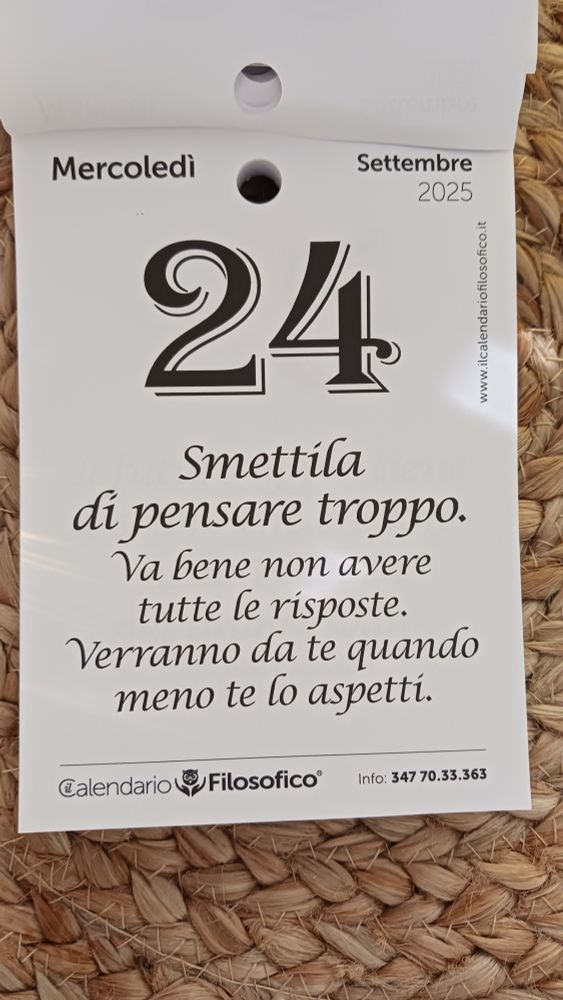 Mercoledì
Settembre
2025
24
www.ilcalendariofilosofico.it
Smettila
di pensare troppo.
Va bene non avere
tutte le risposte.
Verranno da te quando
meno te lo aspetti.
il Calendario Filosofico®
Info: 347 70.33.363